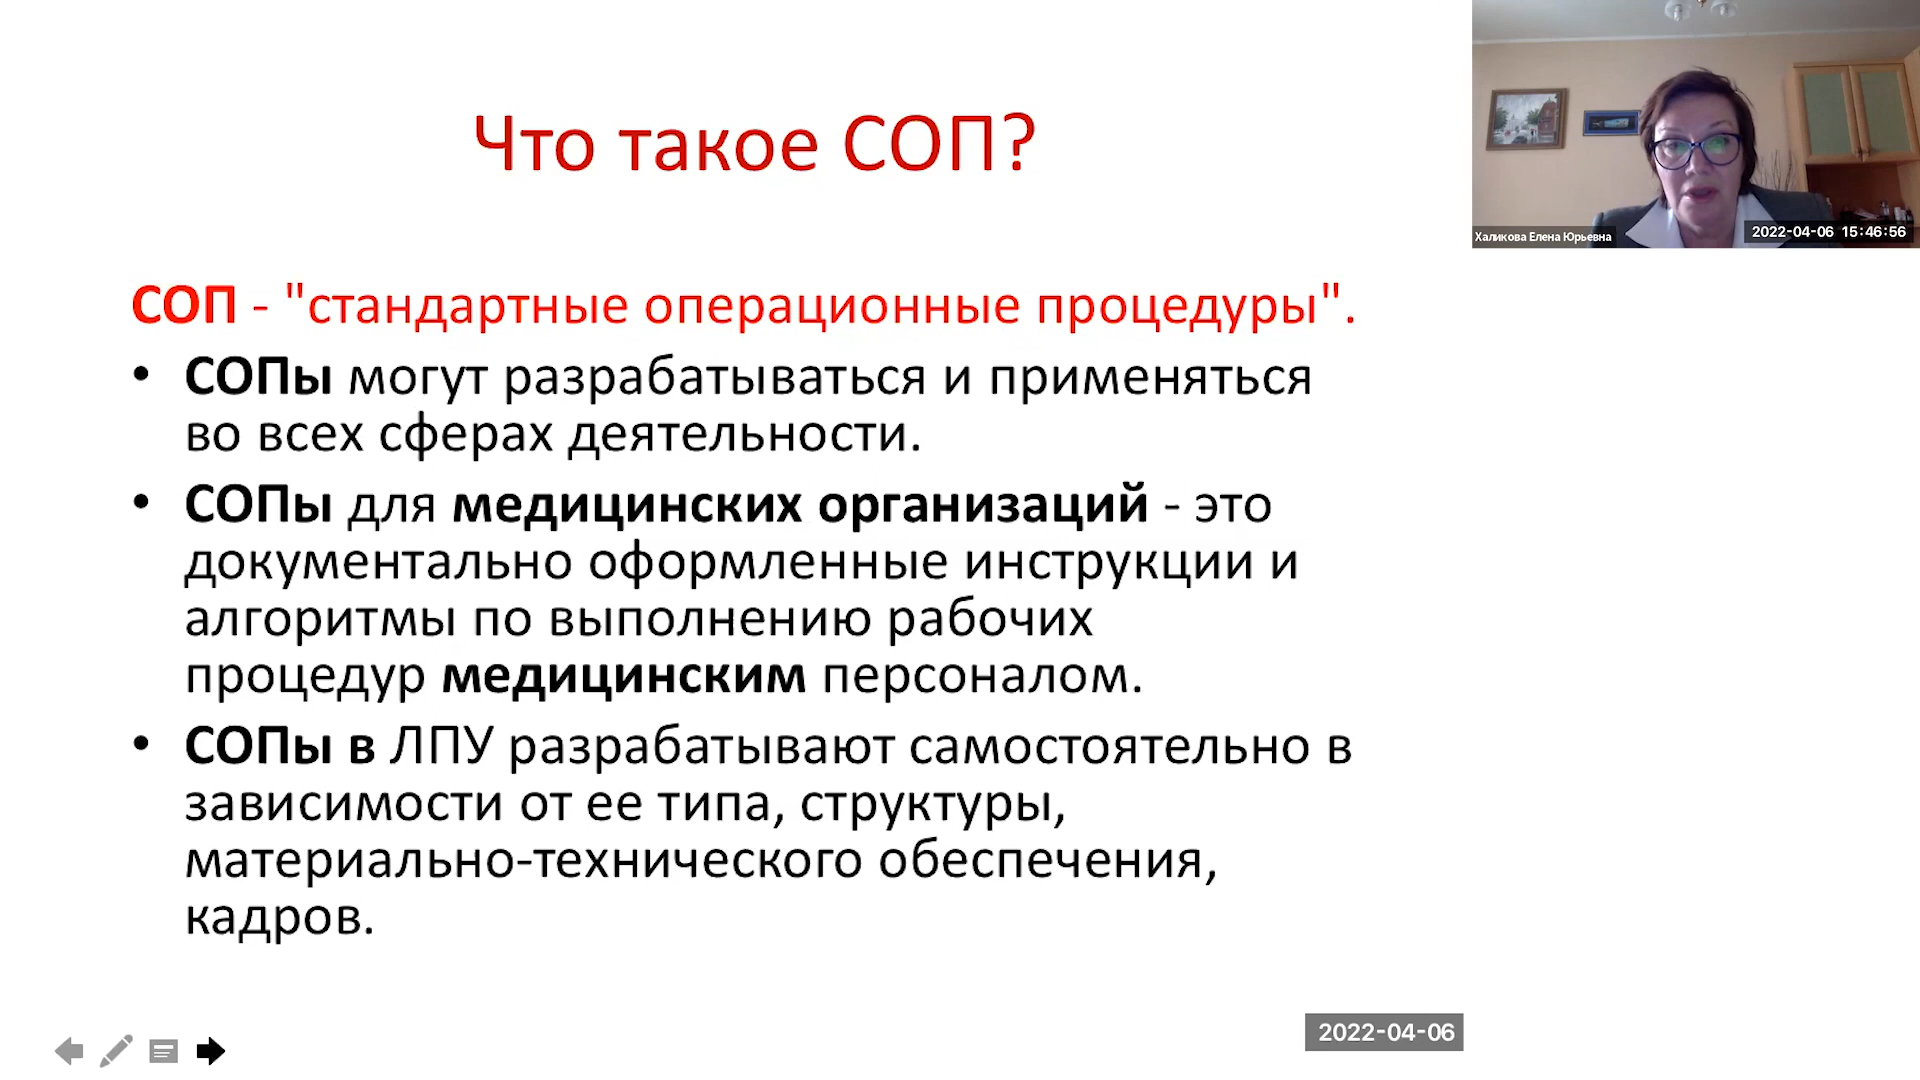 Что такое СОП?
СОП - "стандартные операционные процедуры".
• СОПы могут разрабатываться и применяться
во всех сферах деятельности.
• СОПы для медицинских организаций - это
документально оформленные инструкции и
алгоритмы по выполнению рабочих
процедур медицинским персоналом.
• СОПы в ЛПУ разрабатывают самостоятельно в
зависимости от ее типа, структуры,
материально-технического обеспечения,
кадров.
Халикова Елена Юрьевна
2022-04-06 15:46:56
2022-04-06